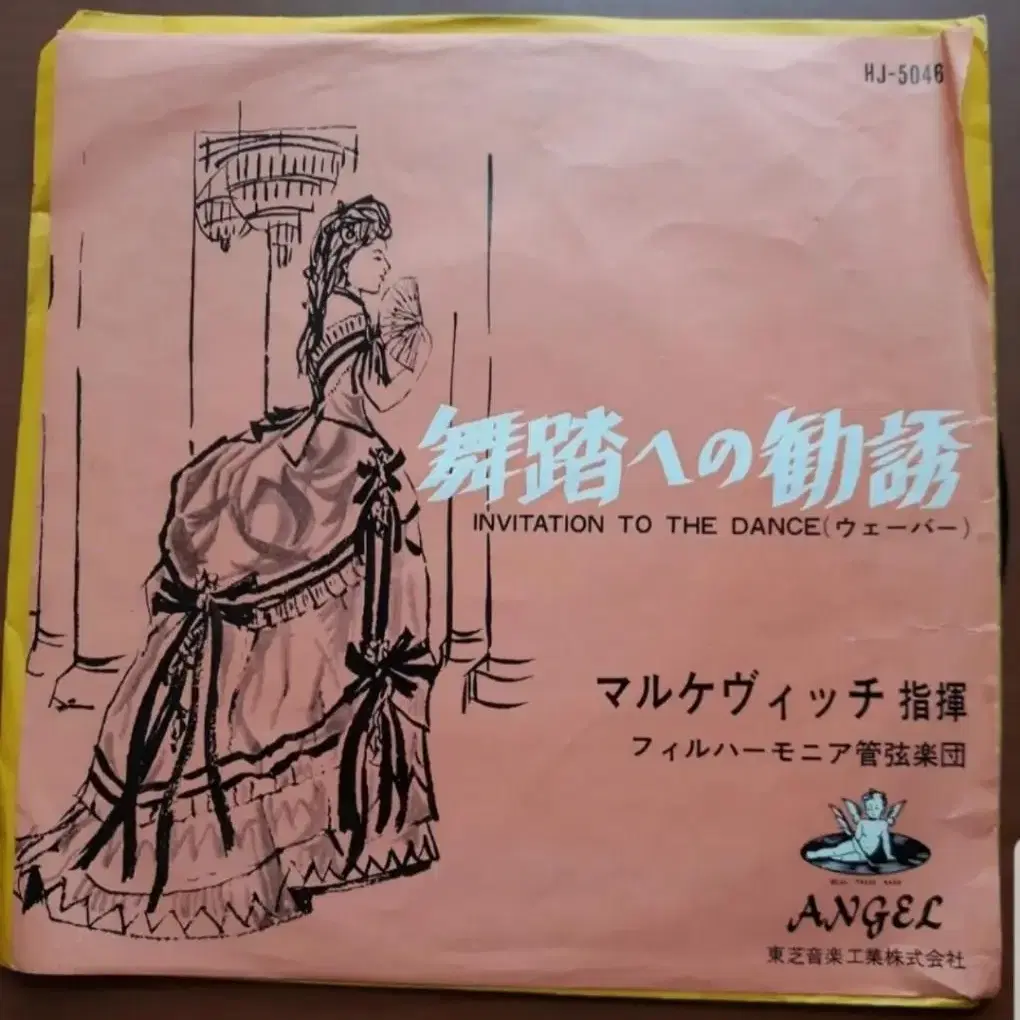 HJ-5046
舞踏への勧誘
INVITATION TO THE DANCE(ウェーバー)
マルケヴィッチ 指揮
フィルハーモニア管弦楽団
ANGEL
東芝音楽工業株式会社